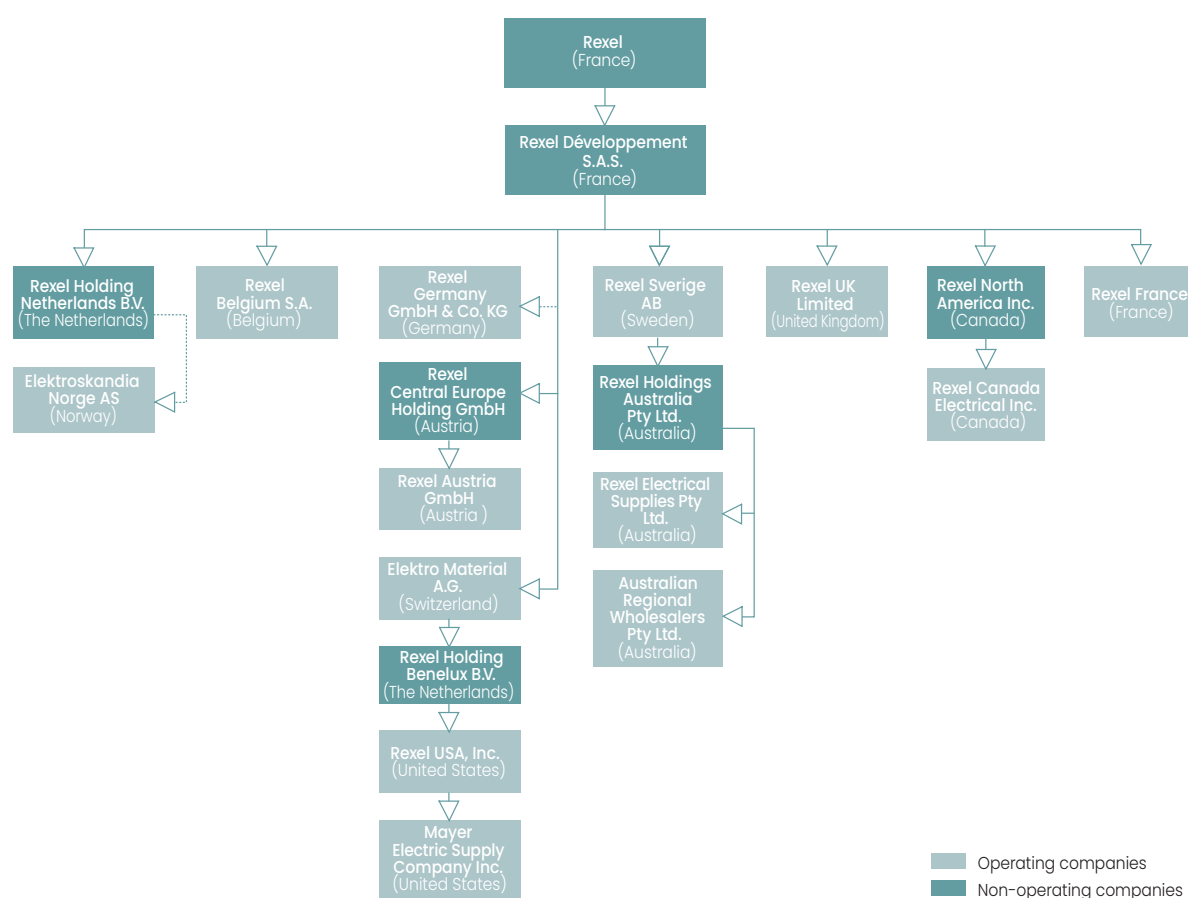 Rexel
(France)
Rexel Développement
S.A.S.
(France)
Rexel Holding
Netherlands B.V.
(The Netherlands)
Rexel
Belgium S.A.
(Belgium)
Rexel
Germany
GmbH & Co. KG
(Germany)
Rexel Sverige
AB
(Sweden)
Rexel UK
Limited
(United Kingdom)
Rexel North
America Inc.
(Canada)
Rexel France
(France)
Elektroskandia
Norge AS
(Norway)
Rexel
Central Europe
Holding GmbH
(Austria)
Rexel Holdings
Australia
Pty Ltd.
(Australia)
Rexel Canada
Electrical Inc.
(Canada)
Rexel Austria
GmbH
(Austria )
Rexel Electrical
Supplies Pty
Ltd.
(Australia)
Elektro Material
A.G.
(Switzerland)
Australian
Regional
Wholesalers
Pty Ltd.
(Australia)
Rexel Holding
Benelux B.V.
(The Netherlands)
Rexel USA, Inc.
(United States)
Mayer
Electric Supply
Company Inc.
(United States)
Operating companies
Non-operating companies